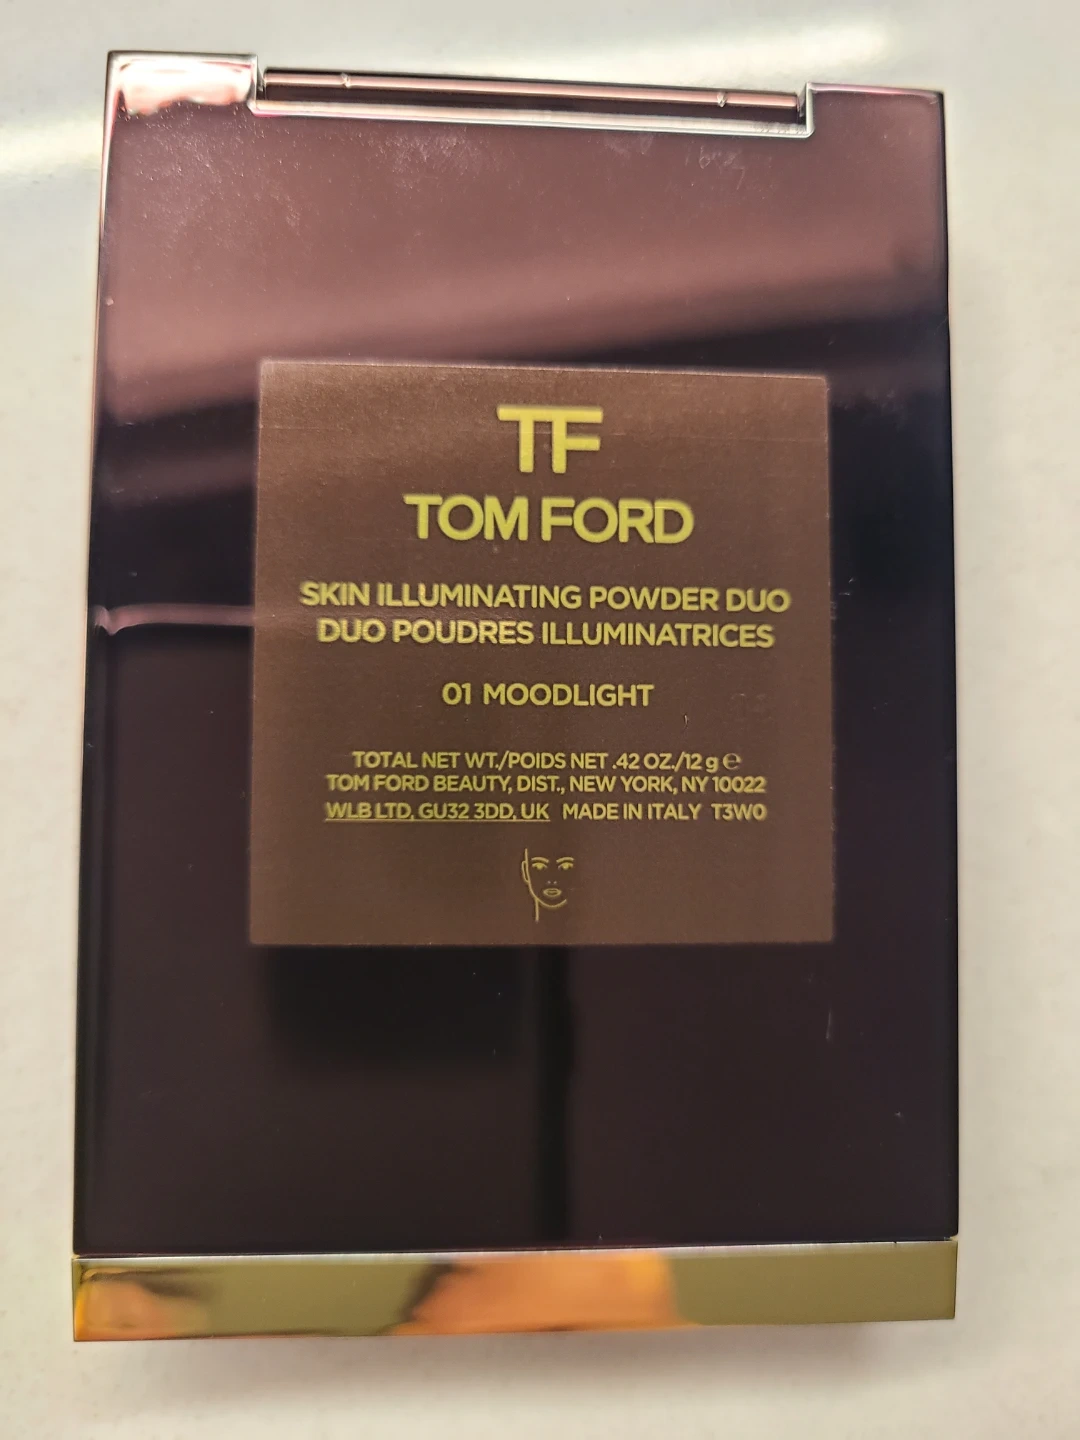 TF
TOM FORD
SKIN ILLUMINATING POWDER DUO
DUO POUDRES ILLUMINATRICES
01 MOODLIGHT
TOTAL NET WT./POIDS NET .42 OZ./12 g ℮
TOM FORD BEAUTY, DIST., NEW YORK, NY 10022
WLB LTD, GU32 3DD, UK MADE IN ITALY T3W0